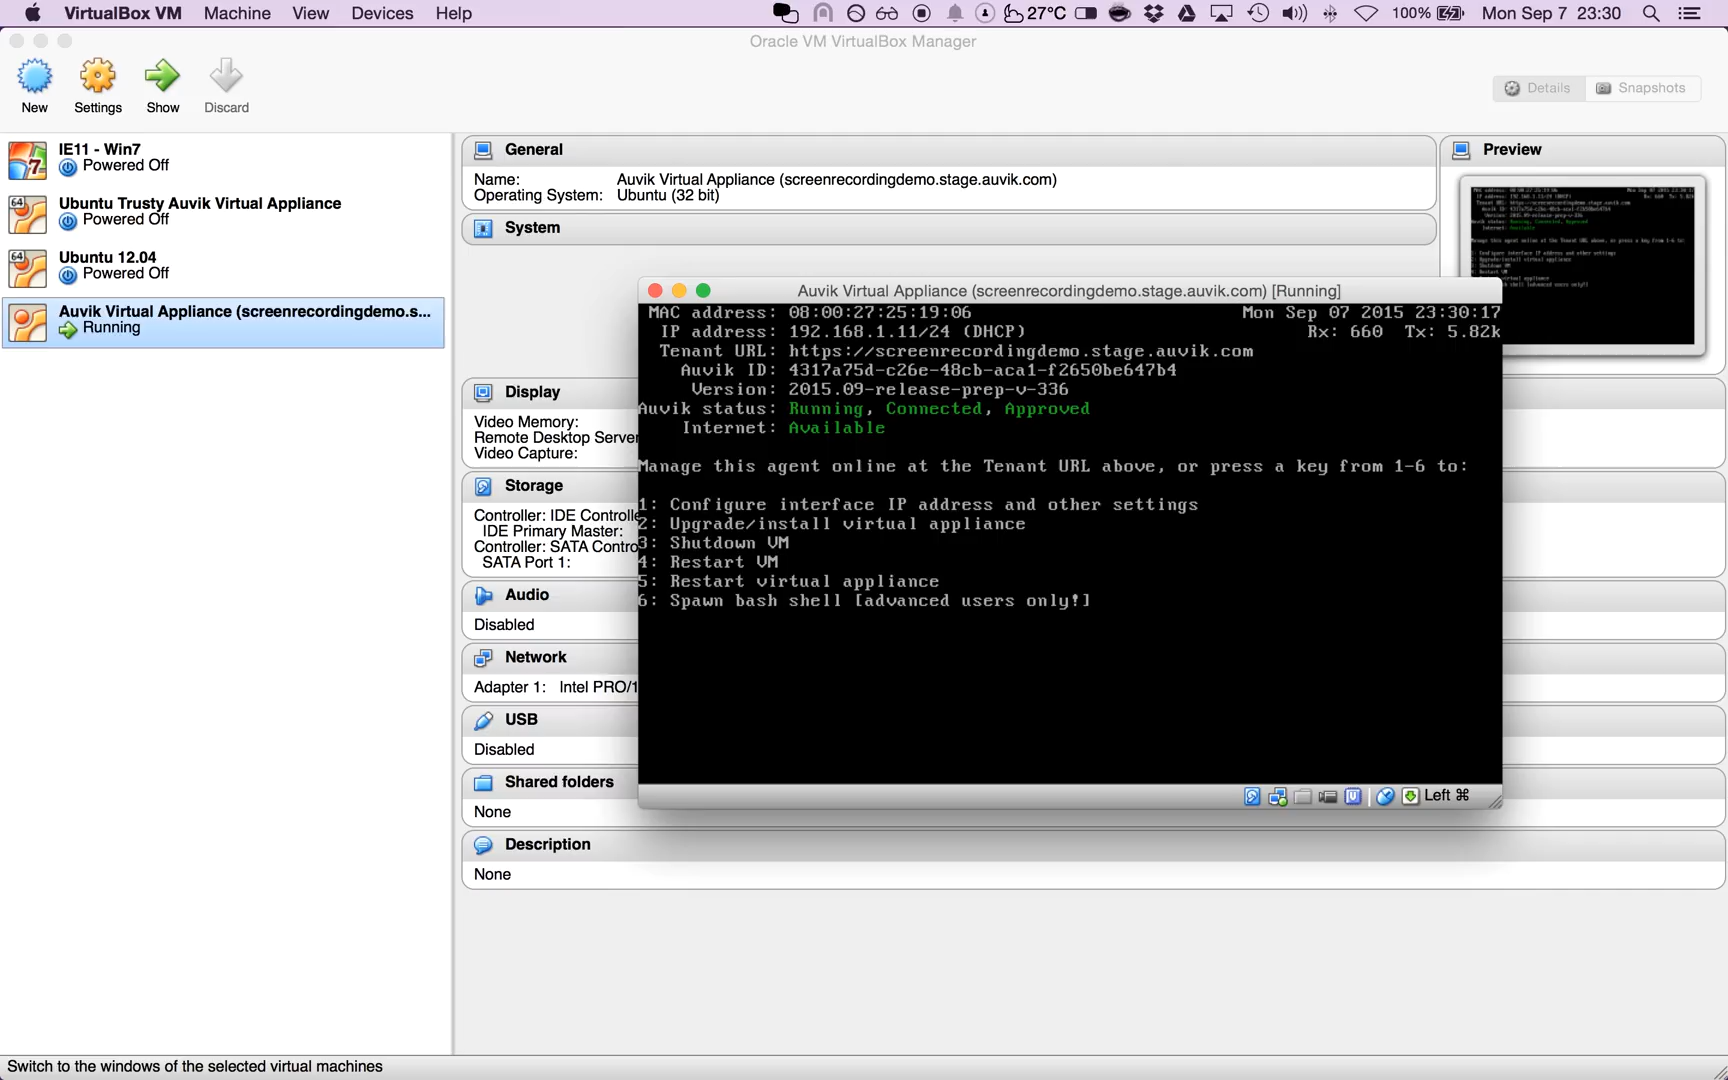 VirtualBox VM Machine View Devices Help 27°C 100% Mon Sep 7 23:30
Oracle VM VirtualBox Manager
New Settings Show Discard
Details Snapshots
IE11 - Win7
Powered Off
Ubuntu Trusty Auvik Virtual Appliance
Powered Off
Ubuntu 12.04
Powered Off
Auvik Virtual Appliance (screenrecordingdemo.s...
Running
General
Name: Auvik Virtual Appliance (screenrecordingdemo.stage.auvik.com)
Operating System: Ubuntu (32 bit)
System
Preview
Display
Video Memory:
Remote Desktop Server
Video Capture:
Storage
Controller: IDE Controlle
IDE Primary Master:
Controller: SATA Contro
SATA Port 1:
Audio
Disabled
Network
Adapter 1: Intel PRO/1
USB
Disabled
Shared folders
None
Description
None
Auvik Virtual Appliance (screenrecordingdemo.stage.auvik.com) [Running]
MAC address: 08:00:27:25:19:06 Mon Sep 07 2015 23:30:17
IP address: 192.168.1.11/24 (DHCP) Rx: 660 Tx: 5.82k
Tenant URL: https://screenrecordingdemo.stage.auvik.com
Auvik ID: 4317a75d-c26e-48cb-aca1-f2650be647b4
Version: 2015.09-release-prep-v-336
Auvik status: Running, Connected, Approved
Internet: Available
Manage this agent online at the Tenant URL above, or press a key from 1-6 to:
1: Configure interface IP address and other settings
2: Upgrade/install virtual appliance
3: Shutdown VM
4: Restart VM
5: Restart virtual appliance
6: Spawn bash shell [advanced users only!]
Left ⌘
Switch to the windows of the selected virtual machines